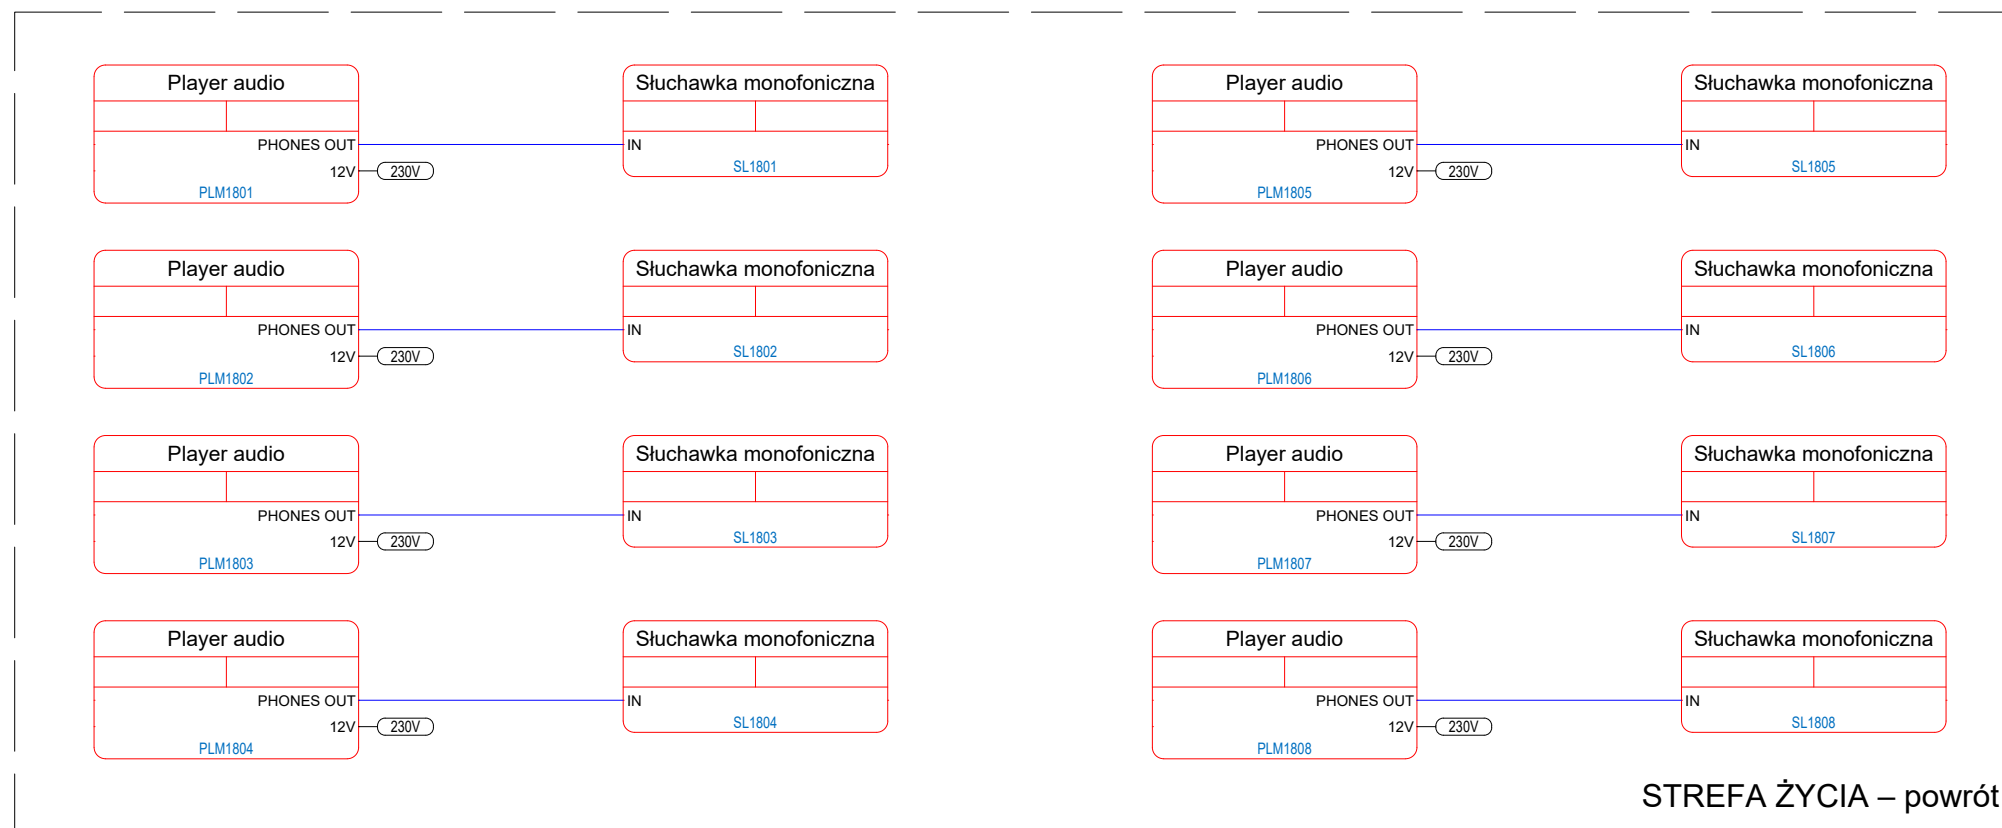 Player audio
PHONES OUT
12V 230V
PLM1801
Słuchawka monofoniczna
IN
SL1801
Player audio
PHONES OUT
12V 230V
PLM1805
Słuchawka monofoniczna
IN
SL1805
Player audio
PHONES OUT
12V 230V
PLM1802
Słuchawka monofoniczna
IN
SL1802
Player audio
PHONES OUT
12V 230V
PLM1806
Słuchawka monofoniczna
IN
SL1806
Player audio
PHONES OUT
12V 230V
PLM1803
Słuchawka monofoniczna
IN
SL1803
Player audio
PHONES OUT
12V 230V
PLM1807
Słuchawka monofoniczna
IN
SL1807
Player audio
PHONES OUT
12V 230V
PLM1804
Słuchawka monofoniczna
IN
SL1804
Player audio
PHONES OUT
12V 230V
PLM1808
Słuchawka monofoniczna
IN
SL1808
STREFA ŻYCIA – powrót